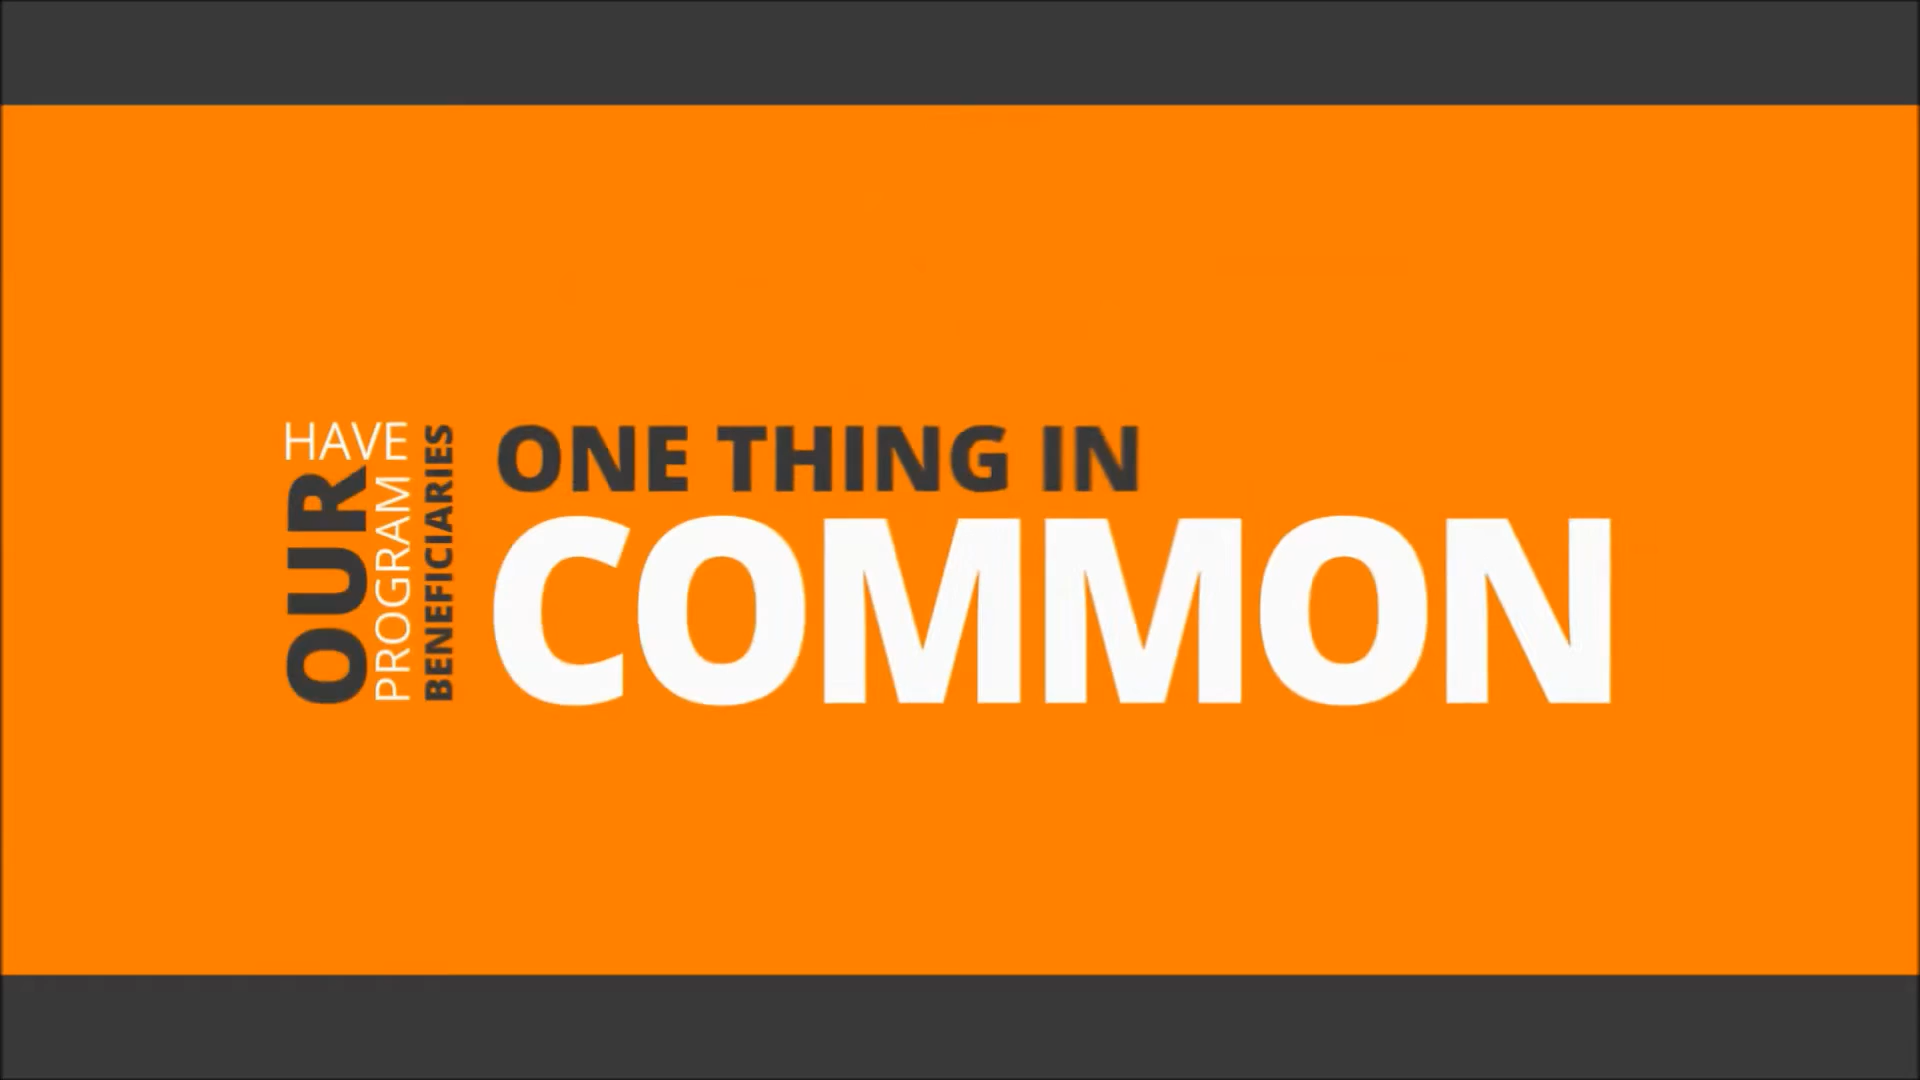 OUR
PROGRAM
BENEFICIARIES
HAVE
ONE THING IN
COMMON